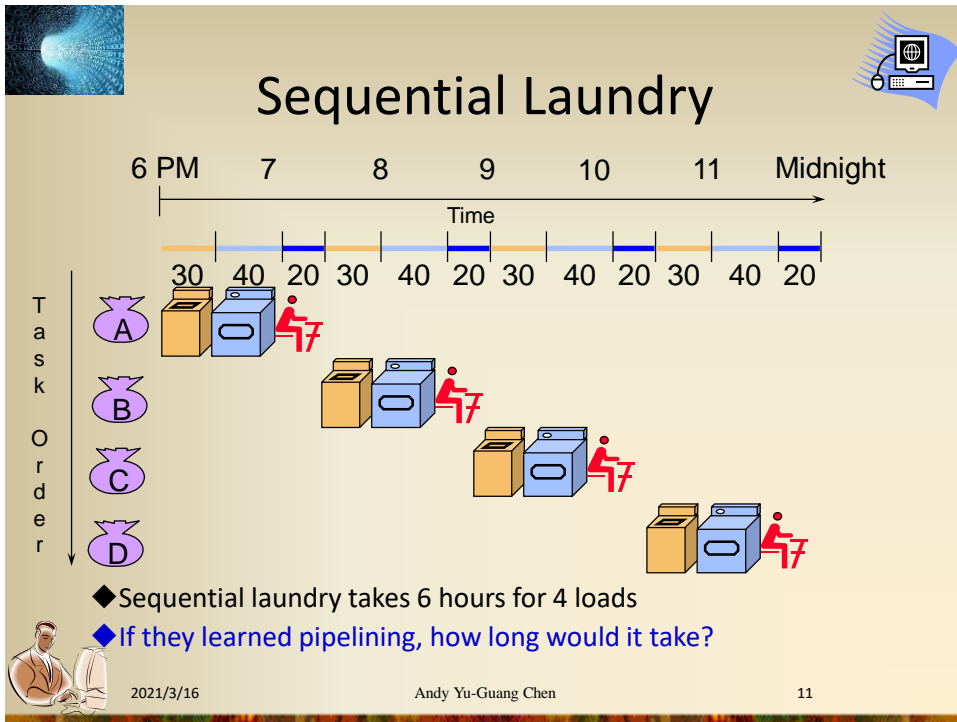 Sequential Laundry
6 PM 7 8 9 10 11 Midnight
Time
30 40 20 30 40 20 30 40 20 30 40 20
Task Order
A
B
C
D
Sequential laundry takes 6 hours for 4 loads
If they learned pipelining, how long would it take?
2021/3/16 Andy Yu-Guang Chen 11